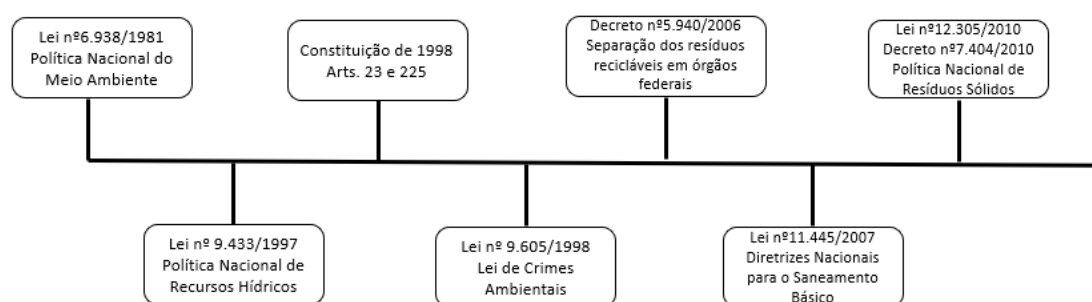 Lei nº6.938/1981
Política Nacional do
Meio Ambiente
Constituição de 1998
Arts. 23 e 225
Decreto nº5.940/2006
Separação dos resíduos
recicláveis em órgãos
federais
Lei nº12.305/2010
Decreto nº7.404/2010
Política Nacional de
Resíduos Sólidos
Lei nº 9.433/1997
Política Nacional de
Recursos Hídricos
Lei nº 9.605/1998
Lei de Crimes
Ambientais
Lei nº11.445/2007
Diretrizes Nacionais
para o Saneamento
Básico